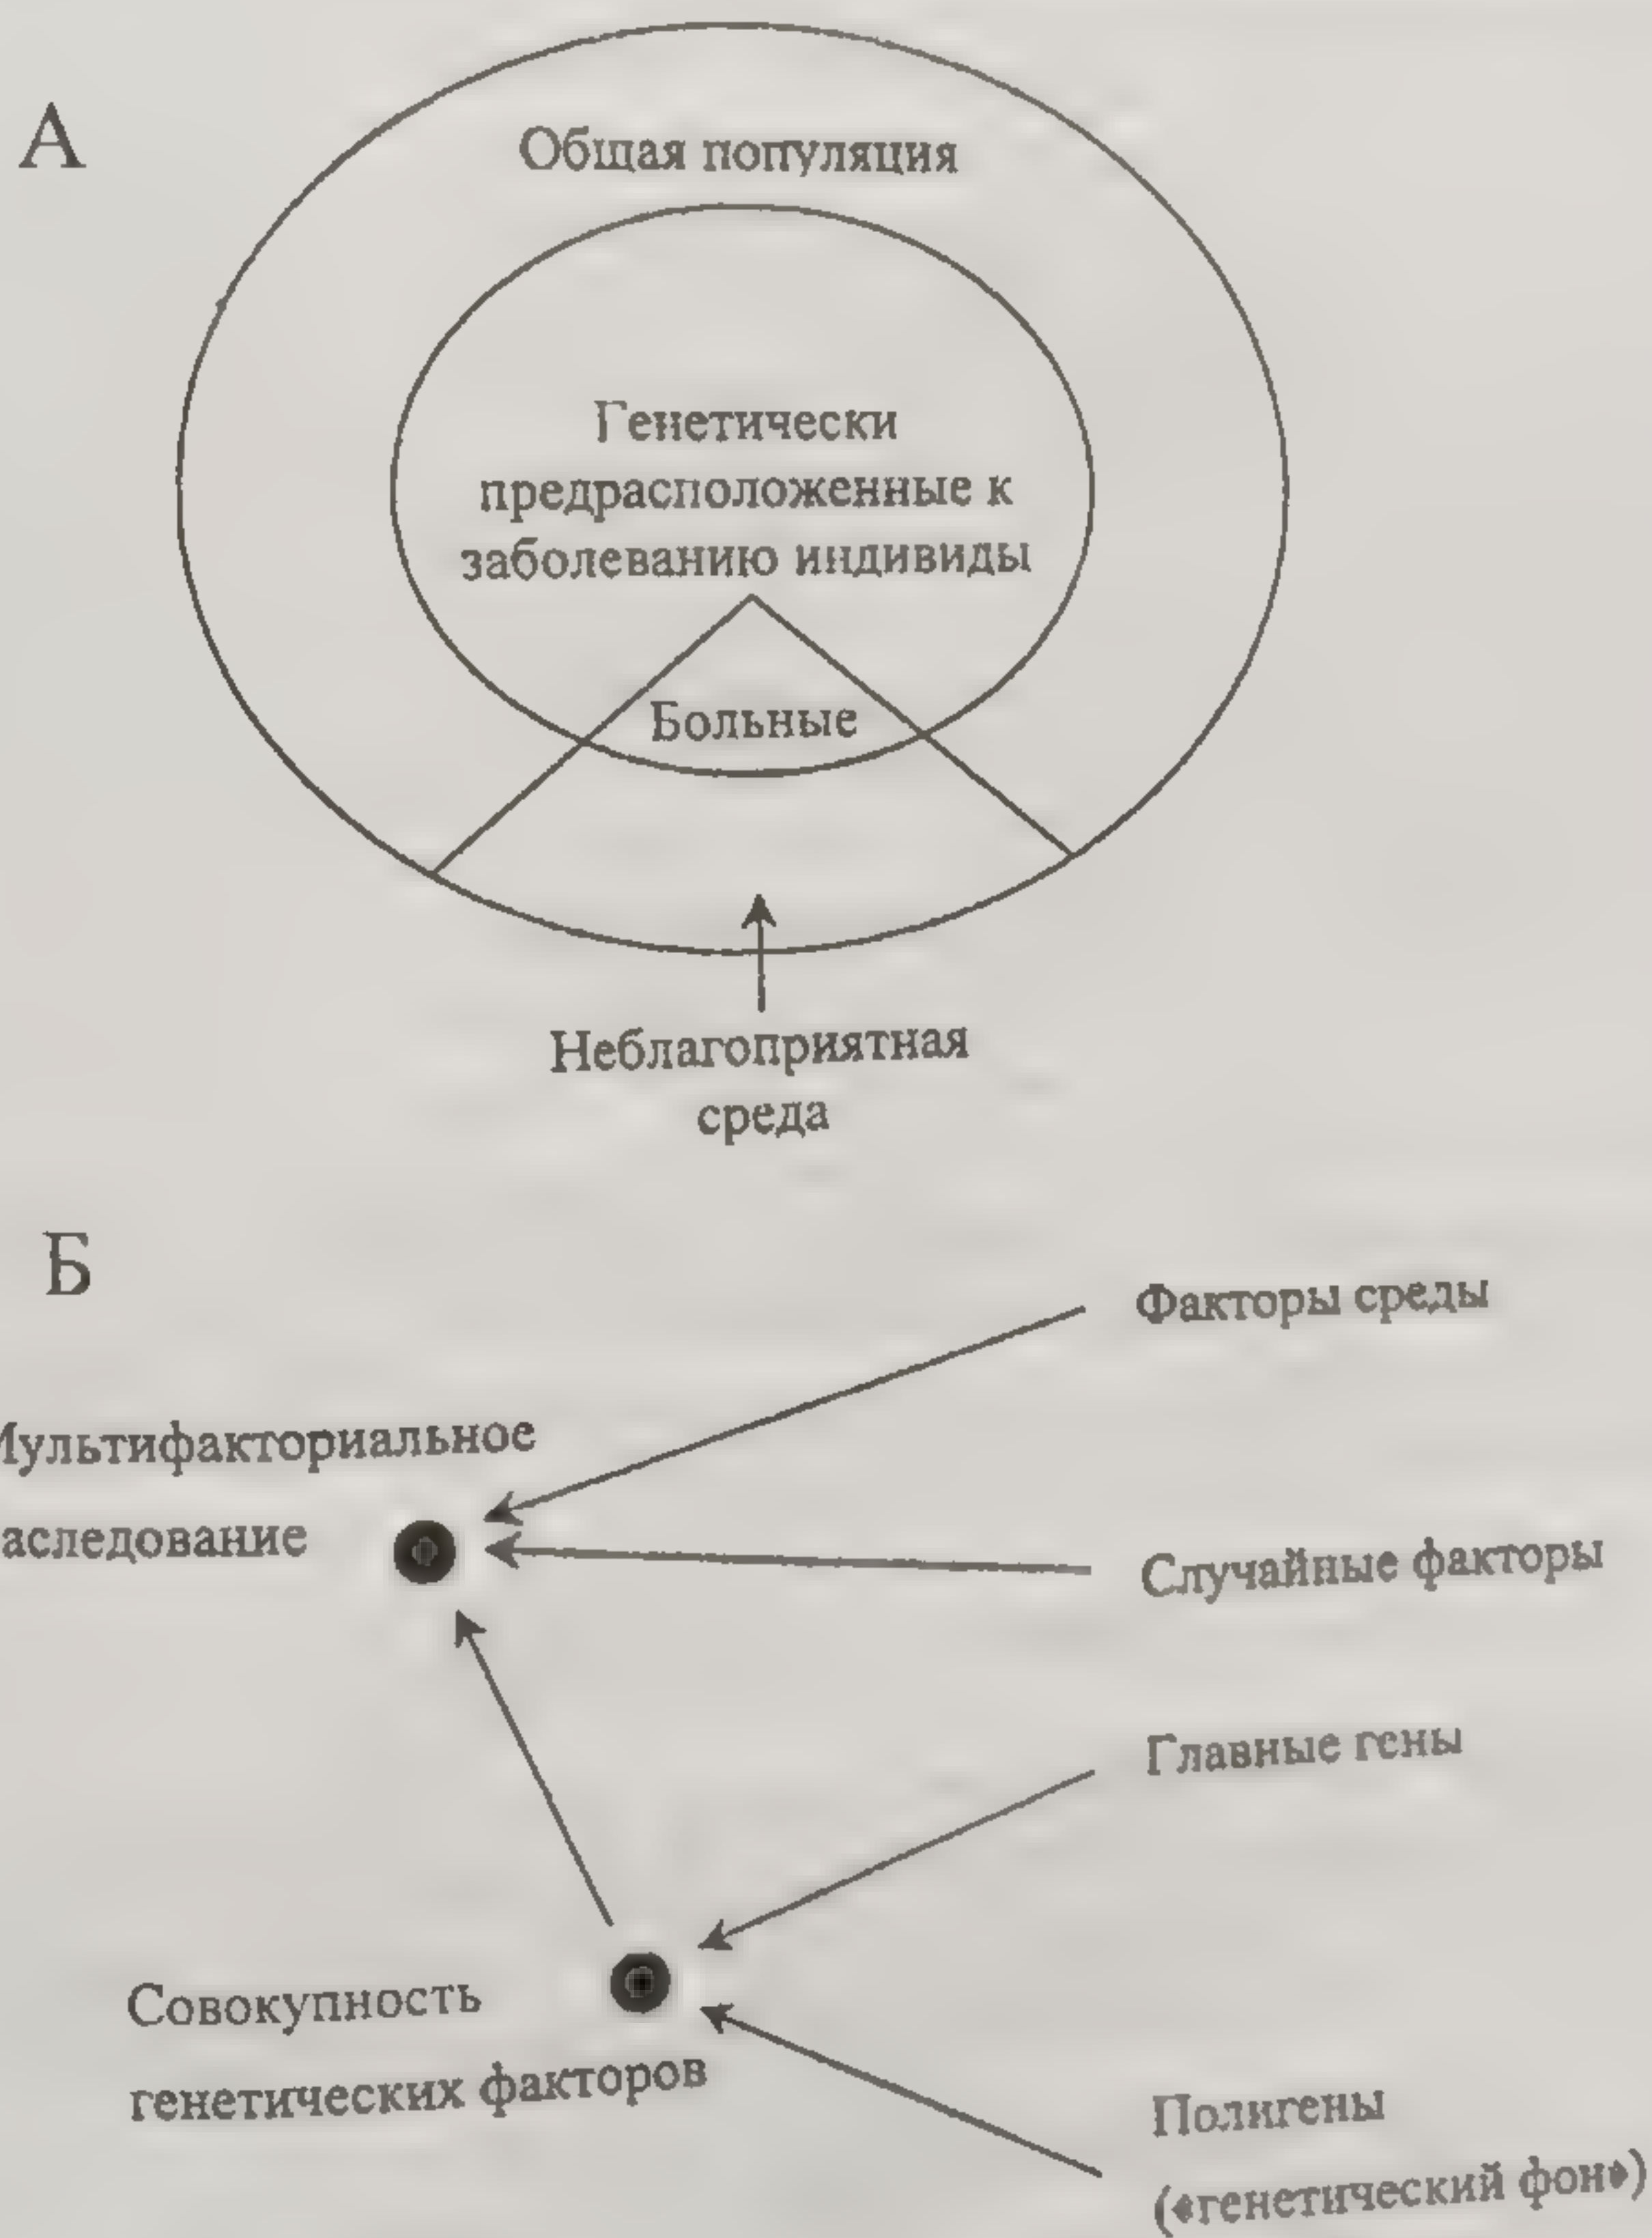 А
Общая популяция
Генетически
предрасположенные к
заболеванию индивиды
Больные
Неблагоприятная
среда
Б
Факторы среды
Мультифакториальное
аследование
Случайные факторы
Главные гены
Совокупность
генетических факторов
Полигены
(«генетический фон»)